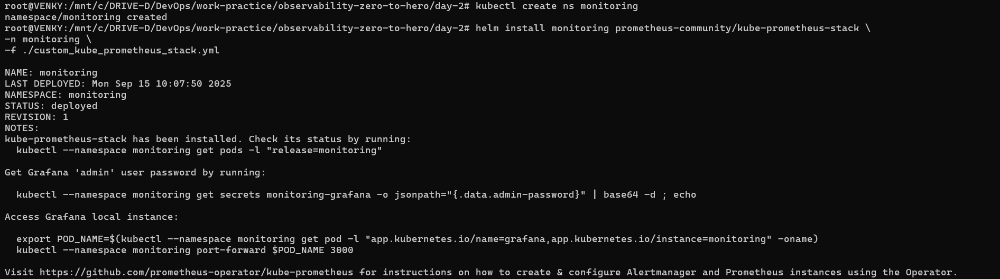 root@VENKY:/mnt/c/DRIVE-D/DevOps/work-practice/observability-zero-to-hero/day-2# kubectl create ns monitoring
namespace/monitoring created
root@VENKY:/mnt/c/DRIVE-D/DevOps/work-practice/observability-zero-to-hero/day-2# helm install monitoring prometheus-community/kube-prometheus-stack \
-n monitoring \
-f ./custom_kube_prometheus_stack.yml
NAME: monitoring
LAST DEPLOYED: Mon Sep 15 10:07:50 2025
NAMESPACE: monitoring
STATUS: deployed
REVISION: 1
NOTES:
kube-prometheus-stack has been installed. Check its status by running:
  kubectl --namespace monitoring get pods -l "release=monitoring"
Get Grafana 'admin' user password by running:
  kubectl --namespace monitoring get secrets monitoring-grafana -o jsonpath="{.data.admin-password}" | base64 -d ; echo
Access Grafana local instance:
  export POD_NAME=$(kubectl --namespace monitoring get pod -l "app.kubernetes.io/name=grafana,app.kubernetes.io/instance=monitoring" -oname)
  kubectl --namespace monitoring port-forward $POD_NAME 3000
Visit https://github.com/prometheus-operator/kube-prometheus for instructions on how to create & configure Alertmanager and Prometheus instances using the Operator.